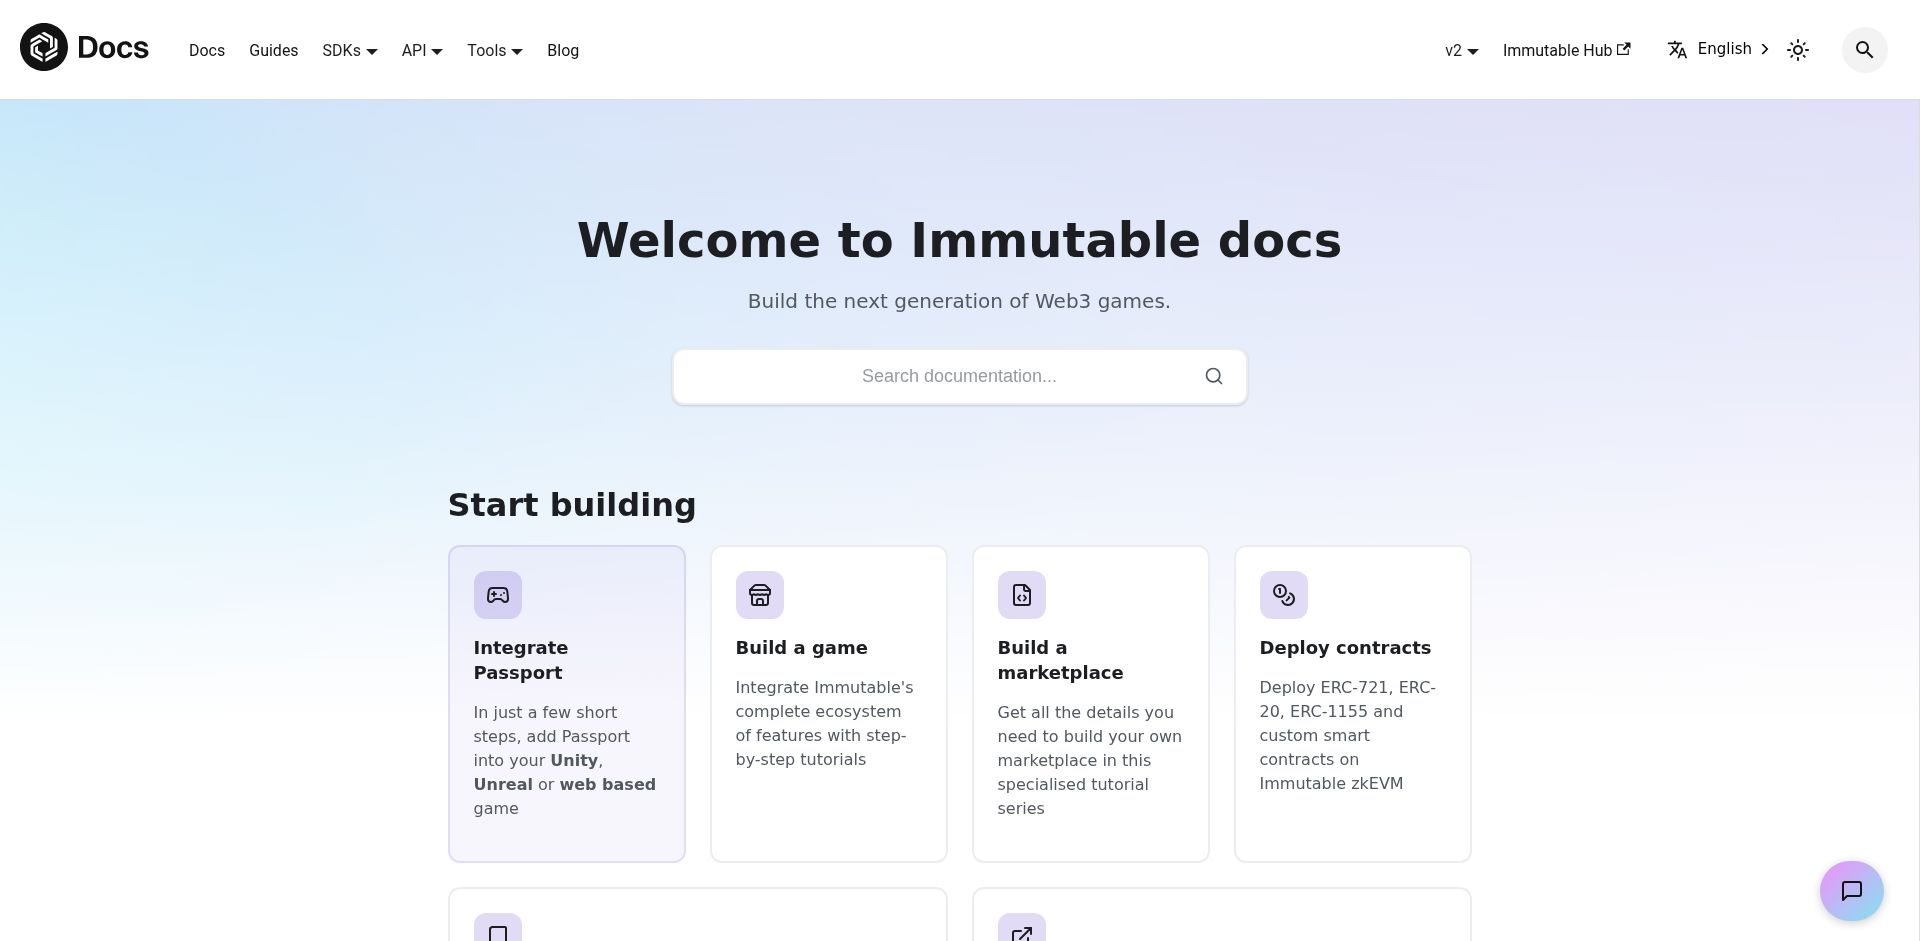 Docs
Docs Guides SDKs API Tools Blog
v2 Immutable Hub English
Welcome to Immutable docs
Build the next generation of Web3 games.
Search documentation...
Start building
Integrate
Passport
In just a few short
steps, add Passport
into your Unity,
Unreal or web based
game
Build a game
Integrate Immutable's
complete ecosystem
of features with step-
by-step tutorials
Build a
marketplace
Get all the details you
need to build your own
marketplace in this
specialised tutorial
series
Deploy contracts
Deploy ERC-721, ERC-
20, ERC-1155 and
custom smart
contracts on
Immutable zkEVM